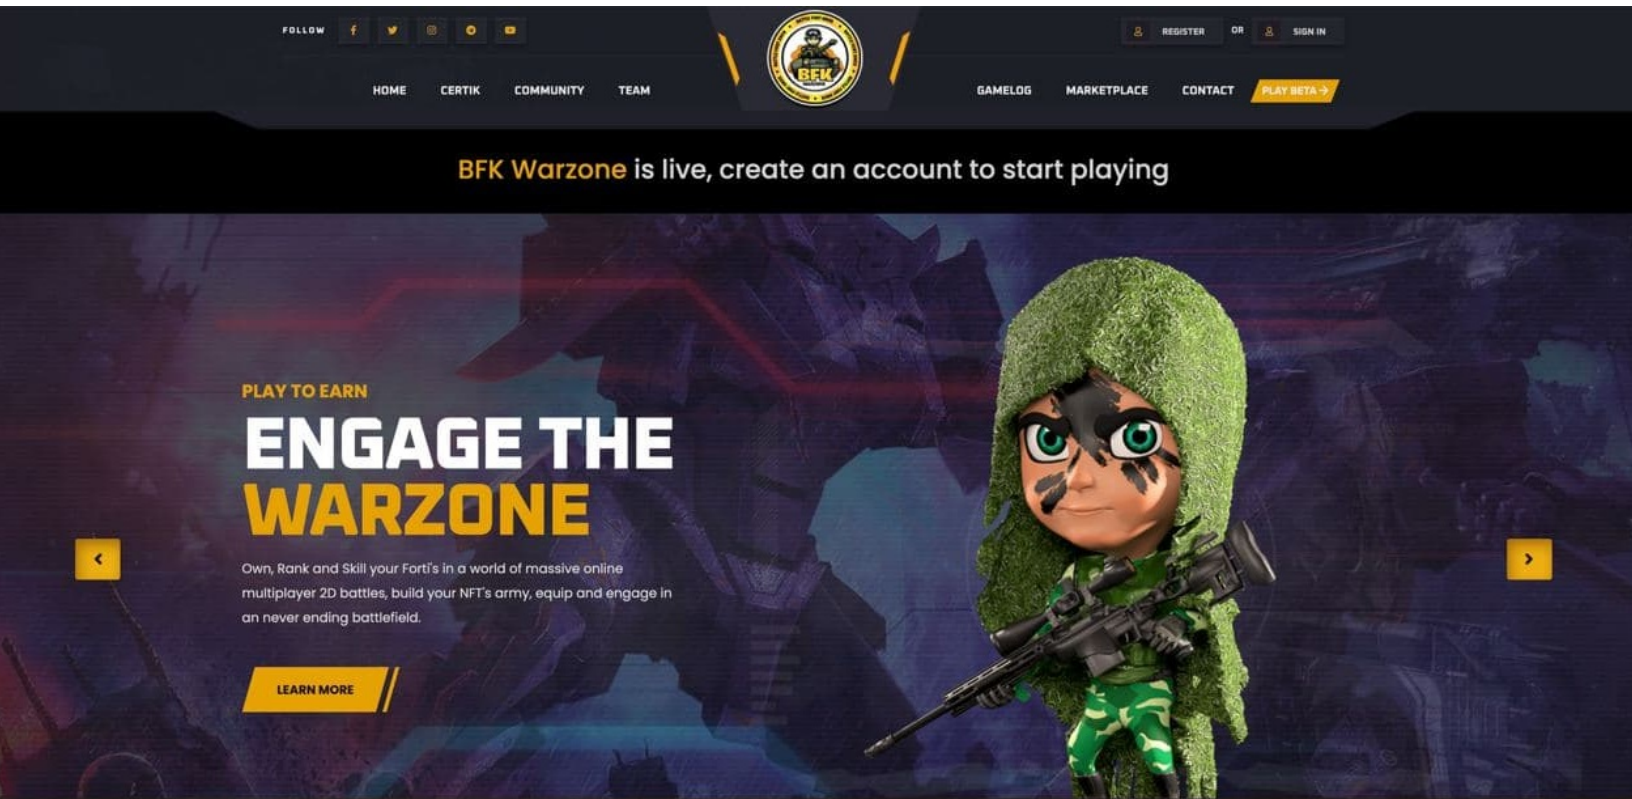 FOLLOW
REGISTER OR SIGN IN
HOME CERTIK COMMUNITY TEAM
BFK
GAMELOG MARKETPLACE CONTACT PLAY BETA
BFK Warzone is live, create an account to start playing
PLAY TO EARN
ENGAGE THE
WARZONE
Own, Rank and Skill your Forti's in a world of massive online
multiplayer 2D battles, build your NFT's army, equip and engage in
an never ending battlefield.
LEARN MORE